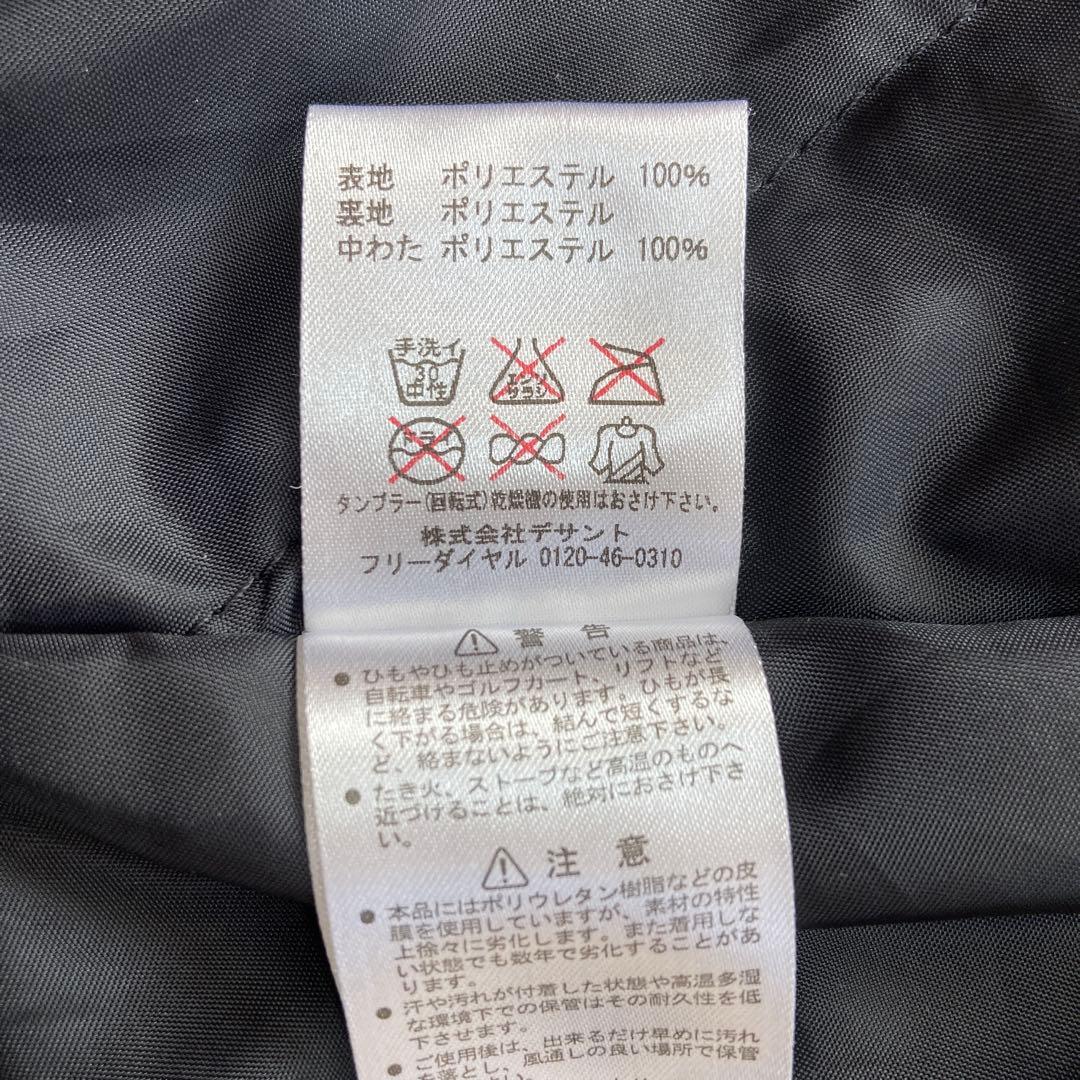 表地 ポリエステル 100%
裏地 ポリエステル
中わた ポリエステル 100%
手洗イ
30
中性
エンソ
サラシ
ドライ
タンブラー(回転式)乾燥機の使用はおさけ下さい。
株式会社デサント
フリーダイヤル 0120-46-0310
警告
● ひもやひも止めがついている商品は、
自転車やゴルフカート、リフトなど
に絡まる危険があります。ひもが長
く下がる場合は、結んで短くするな
ど、絡まないようにご注意下さい。
● たき火、ストーブなど高温のものへ
近づけることは、絶対におさけ下さ
い。
注意
● 本品にはポリウレタン樹脂などの皮
膜を使用していますが、素材の特性
上徐々に劣化します。また着用しな
い状態でも数年で劣化することがあ
ります。
● 汗や汚れが付着した状態や高温多湿
な環境下での保管はその耐久性を低
下させます。
● ご使用後は、出来るだけ早めに汚れ
を落とし、風通しの良い場所で保管